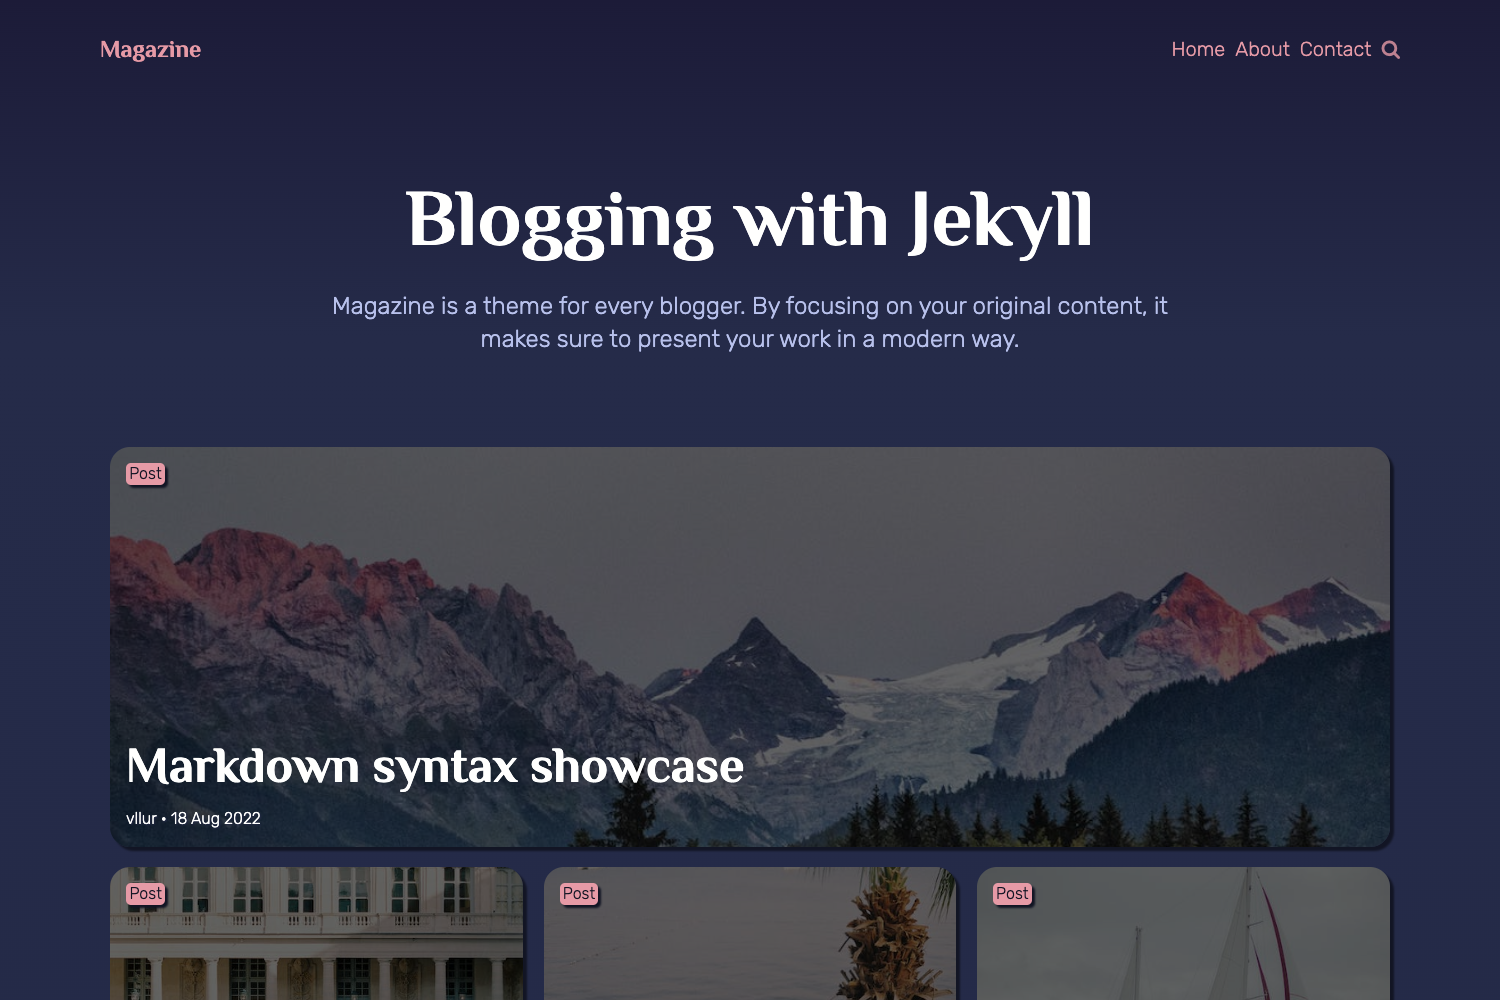 Magazine
Home About Contact
Blogging with Jekyll
Magazine is a theme for every blogger. By focusing on your original content, it
makes sure to present your work in a modern way.
Post
Markdown syntax showcase
vllur • 18 Aug 2022
Post
Post
Post